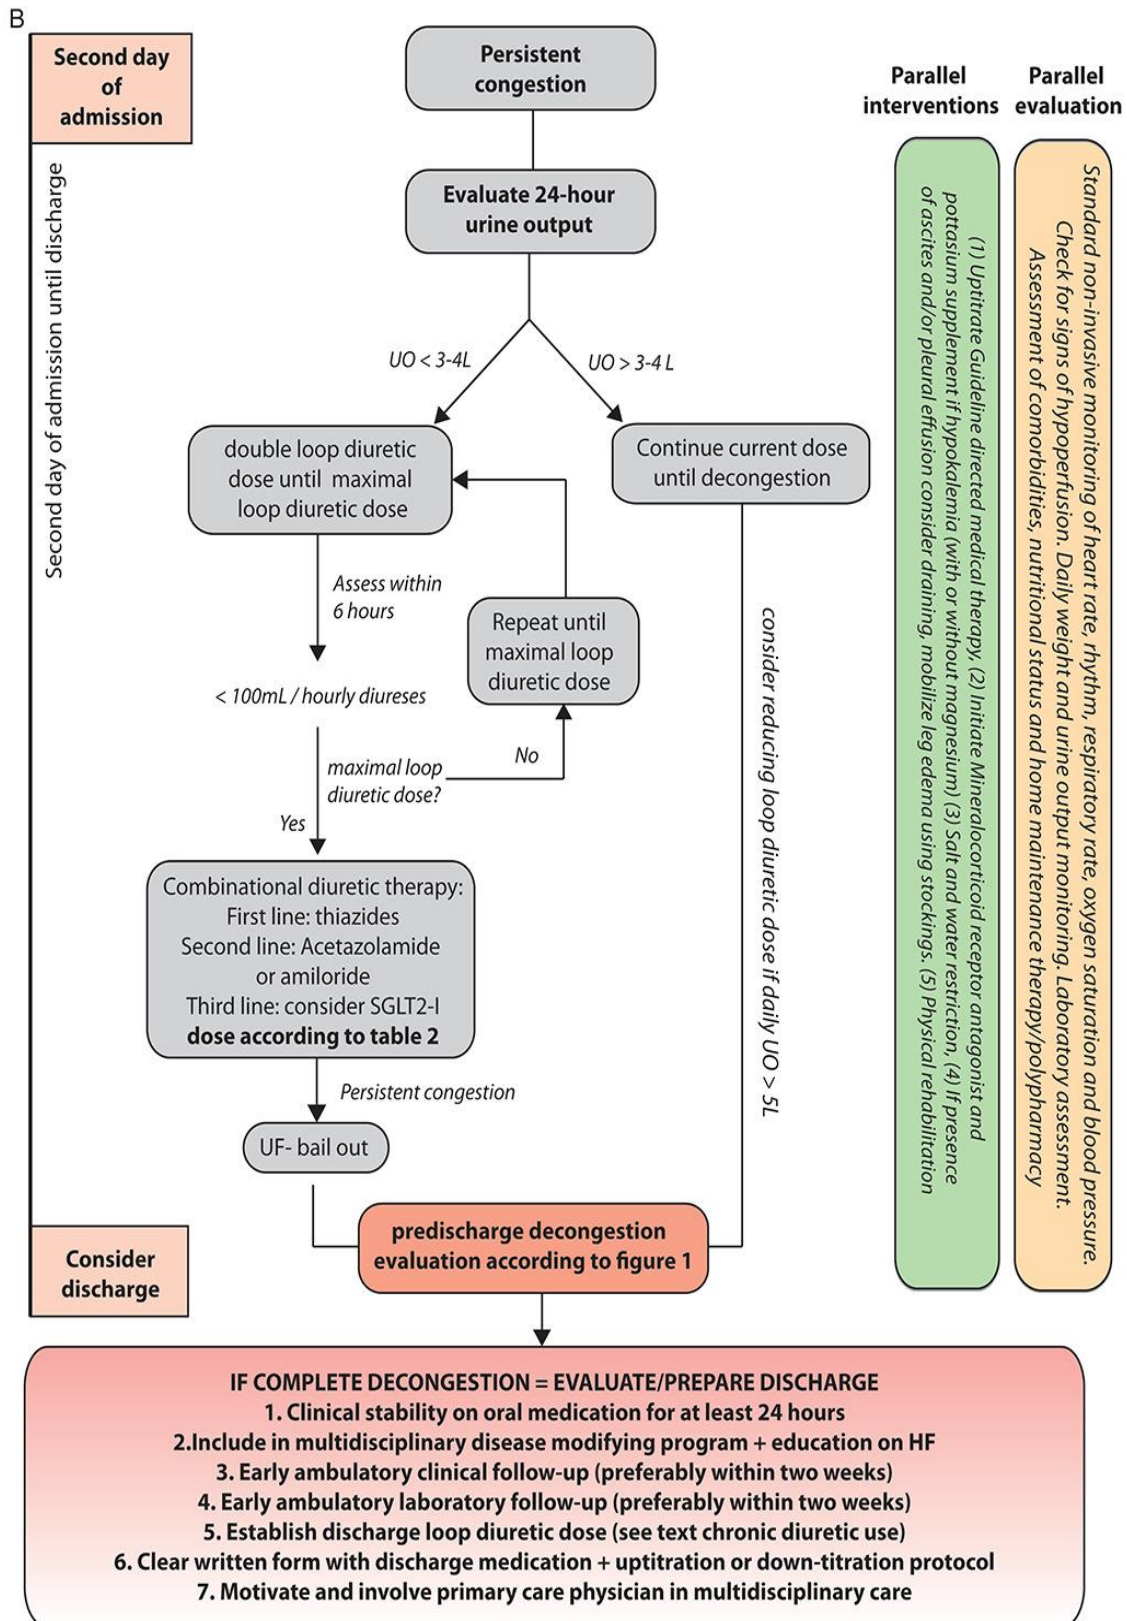 B
Second day
of
admission
Second day of admission until discharge
Persistent
congestion
Evaluate 24-hour
urine output
UO < 3-4L
UO > 3-4 L
double loop diuretic
dose until maximal
loop diuretic dose
Continue current dose
until decongestion
Assess within
6 hours
Repeat until
maximal loop
diuretic dose
< 100mL / hourly diureses
maximal loop
diuretic dose?
No
Yes
consider reducing loop diuretic dose if daily UO > 5L
Combinational diuretic therapy:
First line: thiazides
Second line: Acetazolamide
or amiloride
Third line: consider SGLT2-I
dose according to table 2
Persistent congestion
UF- bail out
predischarge decongestion
evaluation according to figure 1
Consider
discharge
Parallel
interventions
(1) Uptitrate Guideline directed medical therapy, (2) Initiate Mineralocorticoid receptor antagonist and
pottasium supplement if hypokalemia (with or without magnesium) (3) Salt and water restriction, (4) If presence
of ascites and/or pleural effusion consider draining, mobilize leg edema using stockings. (5) Physical rehabilitation
Parallel
evaluation
Standard non-invasive monitoring of heart rate, rhythm, respiratory rate, oxygen saturation and blood pressure.
Check for signs of hypoperfusion. Daily weight and urine output monitoring. Laboratory assessment.
Assessment of comorbidities, nutritional status and home maintenance therapy/polypharmacy
IF COMPLETE DECONGESTION = EVALUATE/PREPARE DISCHARGE
1. Clinical stability on oral medication for at least 24 hours
2.Include in multidisciplinary disease modifying program + education on HF
3. Early ambulatory clinical follow-up (preferably within two weeks)
4. Early ambulatory laboratory follow-up (preferably within two weeks)
5. Establish discharge loop diuretic dose (see text chronic diuretic use)
6. Clear written form with discharge medication + uptitration or down-titration protocol
7. Motivate and involve primary care physician in multidisciplinary care